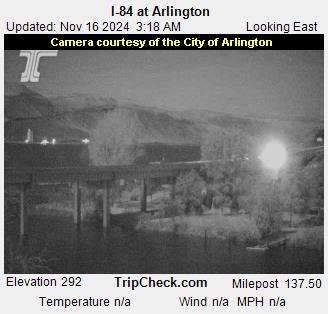 I-84 at Arlington
Updated: Nov 16 2024 3:18 AM Looking East
Camera courtesy of the City of Arlington
Elevation 292 TripCheck.com Milepost 137.50
Temperature n/a Wind n/a MPH n/a